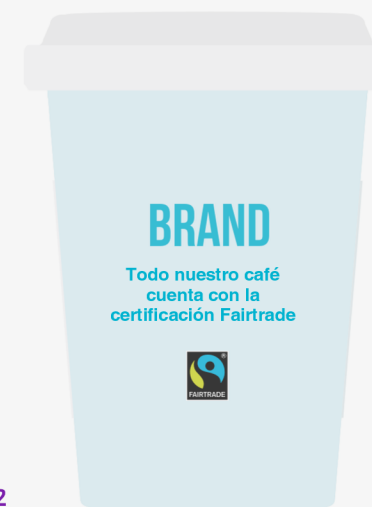 BRAND
Todo nuestro café
cuenta con la
certificación Fairtrade
FAIRTRADE
2